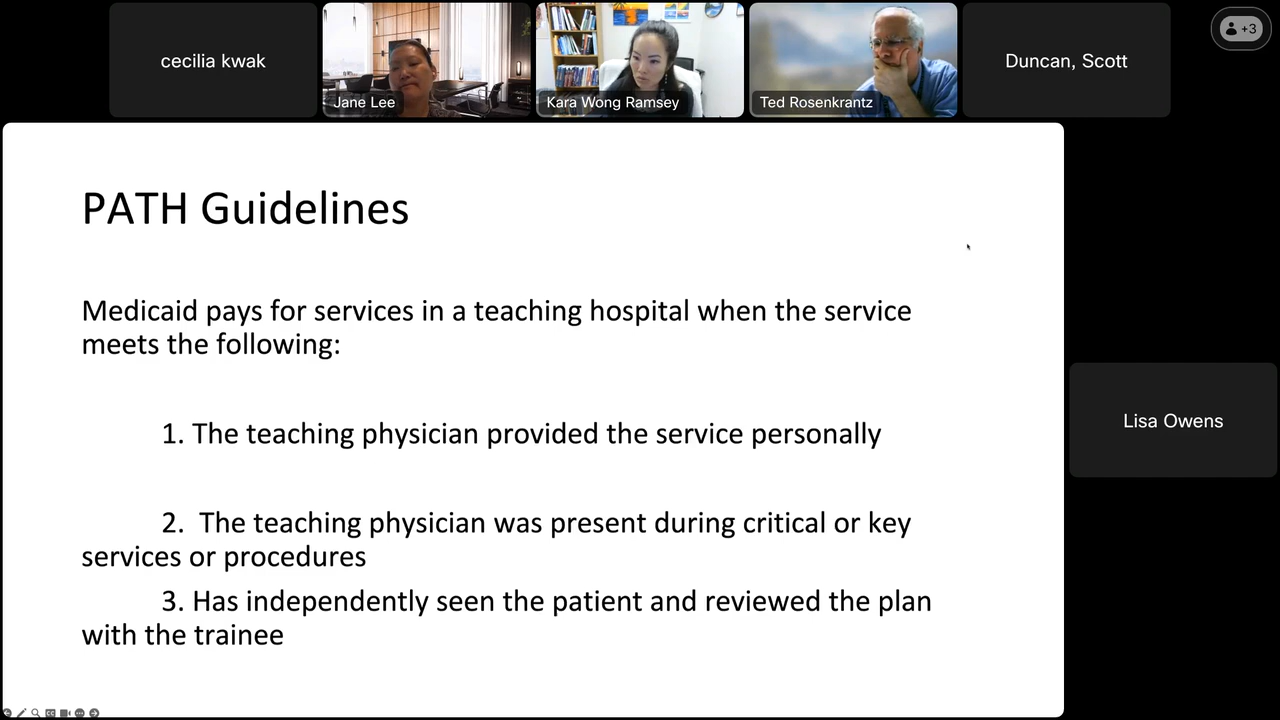 cecilia kwak
Jane Lee
Kara Wong Ramsey
Ted Rosenkrantz
Duncan, Scott
+3
PATH Guidelines
Medicaid pays for services in a teaching hospital when the service
meets the following:
1. The teaching physician provided the service personally
2.  The teaching physician was present during critical or key
services or procedures
3. Has independently seen the patient and reviewed the plan
with the trainee
Lisa Owens